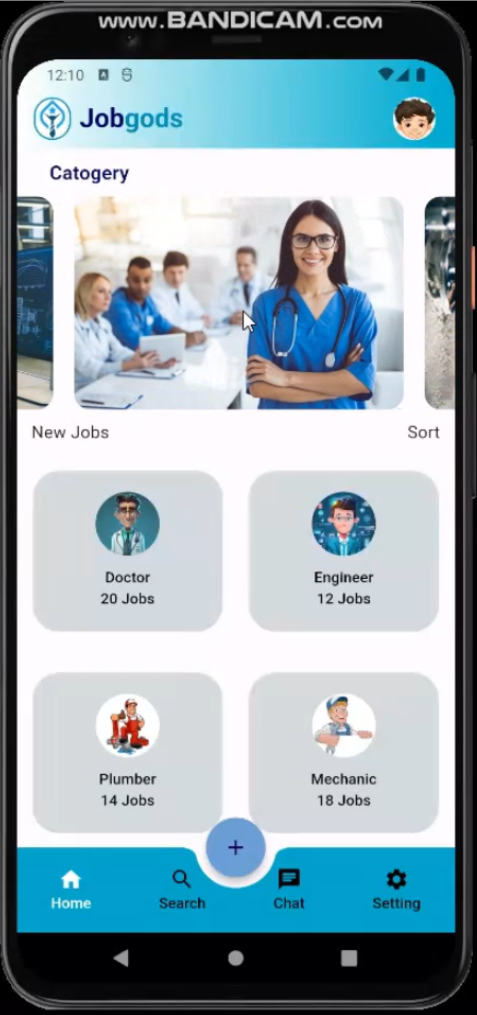 WWW.BANDICAM.COM
12:10
Jobgods
Catogery
New Jobs Sort
Doctor Engineer
20 Jobs 12 Jobs
Plumber Mechanic
14 Jobs 18 Jobs
+
Home Search Chat Setting